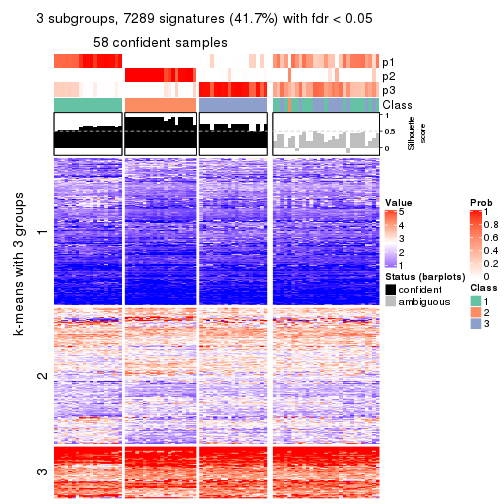 3 subgroups, 7289 signatures (41.7%) with fdr < 0.05
58 confident samples
p1
p2
p3
Class
1
0.5
0
Silhouette
score
k-means with 3 groups
1
2
3
Value
5
4
3
2
1
Status (barplots)
confident
ambiguous
Prob
1
0.8
0.6
0.4
0.2
0
Class
1
2
3